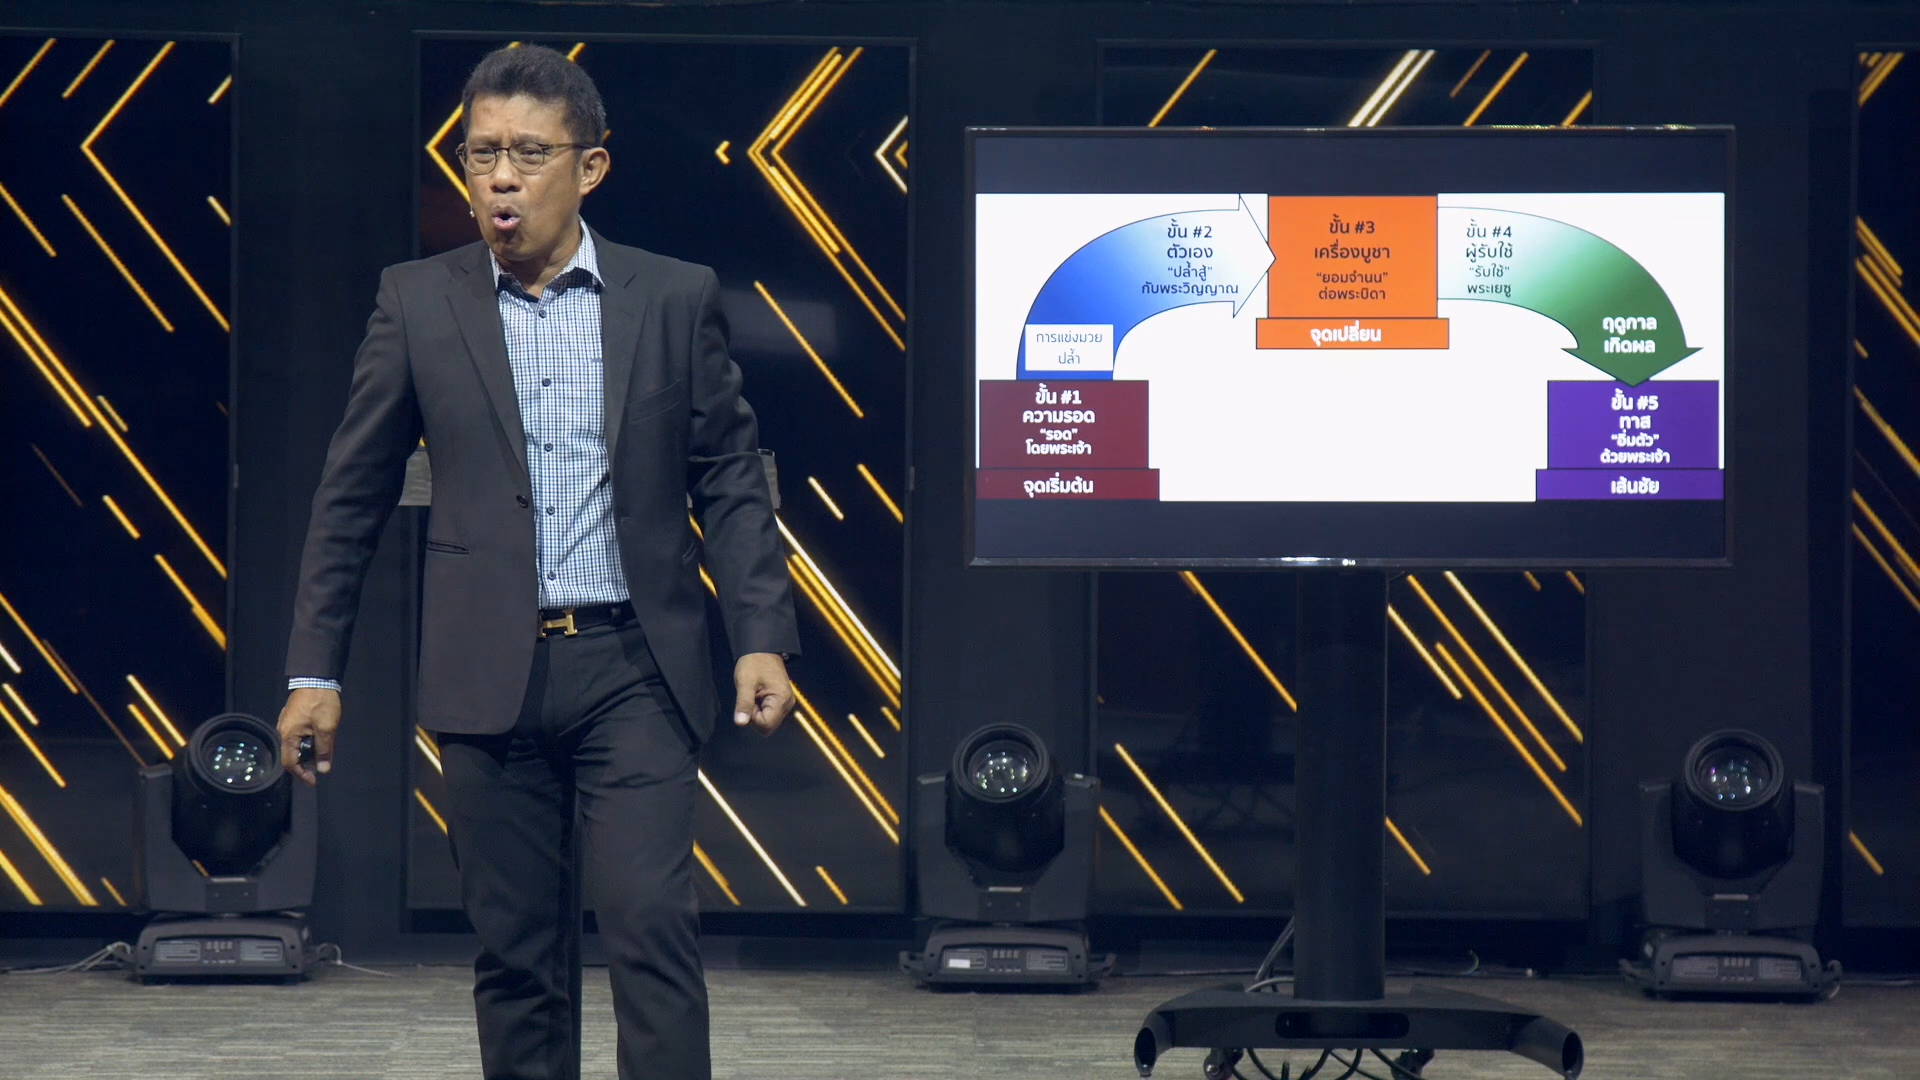 ขั้น #1
ความรอด
“รอด”
โดยพระเจ้า
จุดเริ่มต้น
การแข่งมวย
ปล้ำ
ขั้น #2
ตัวเอง
“ปล้ำสู้”
กับพระวิญญาณ
ขั้น #3
เครื่องบูชา
“ยอมจำนน”
ต่อพระบิดา
จุดเปลี่ยน
ขั้น #4
ผู้รับใช้
“รับใช้”
พระเยซู
ฤดูกาล
เกิดผล
ขั้น #5
ทาส
“อิ่มตัว”
ด้วยพระเจ้า
เส้นชัย
LG